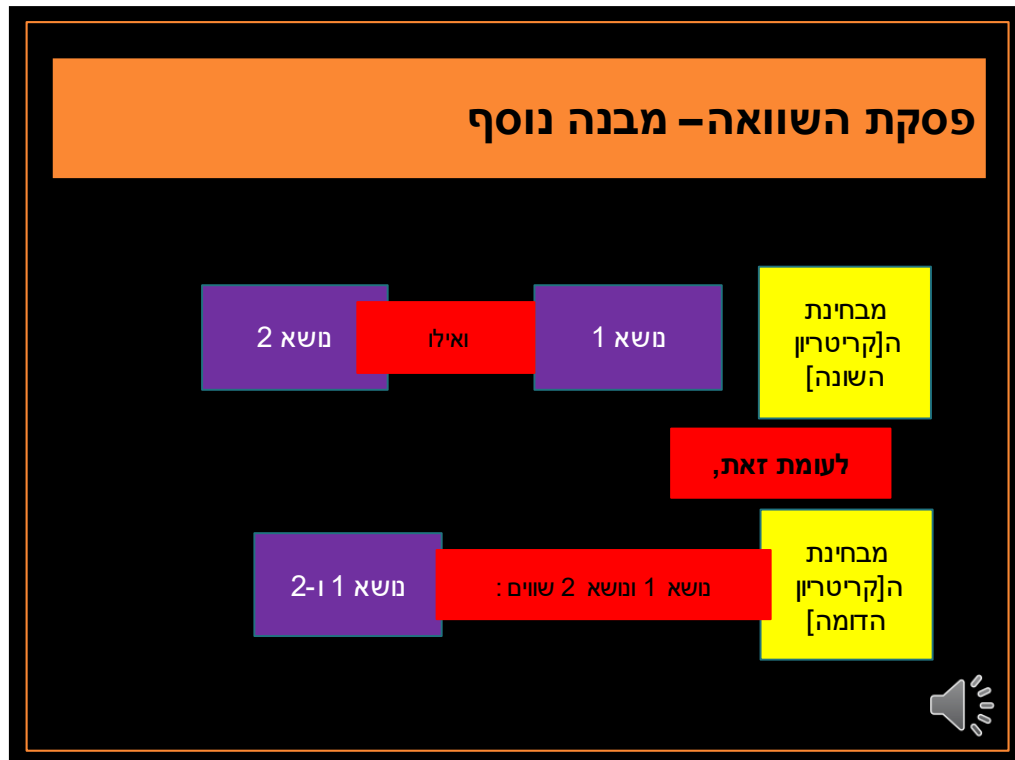 פסקת השוואה– מבנה נוסף
מבחינת
ה[קריטריון
השונה]
נושא 1
ואילו
נושא 2
לעומת זאת,
מבחינת
ה[קריטריון
הדומה]
נושא 1 ונושא 2 שווים :
נושא 1 ו-2